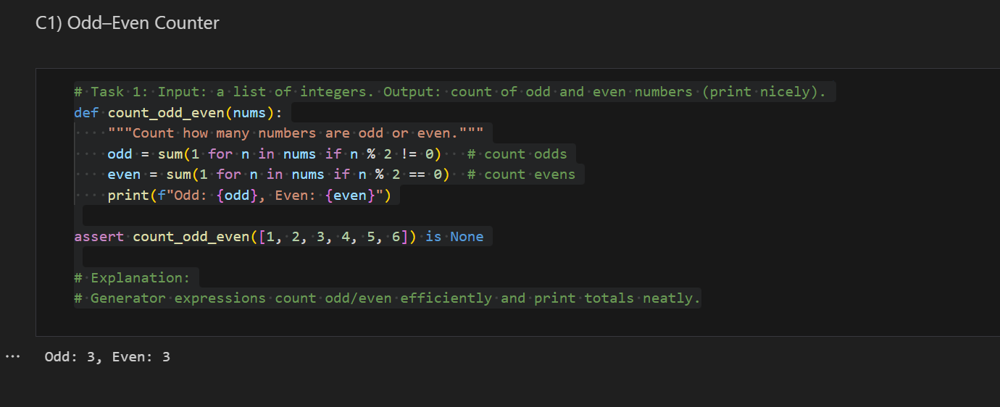 C1) Odd–Even Counter
# Task 1: Input: a list of integers. Output: count of odd and even numbers (print nicely).
def count_odd_even(nums):
    """Count how many numbers are odd or even."""
    odd = sum(1 for n in nums if n % 2 != 0)   # count odds
    even = sum(1 for n in nums if n % 2 == 0)  # count evens
    print(f"Odd: {odd}, Even: {even}")
assert count_odd_even([1, 2, 3, 4, 5, 6]) is None
# Explanation:
# Generator expressions count odd/even efficiently and print totals neatly.
Odd: 3, Even: 3